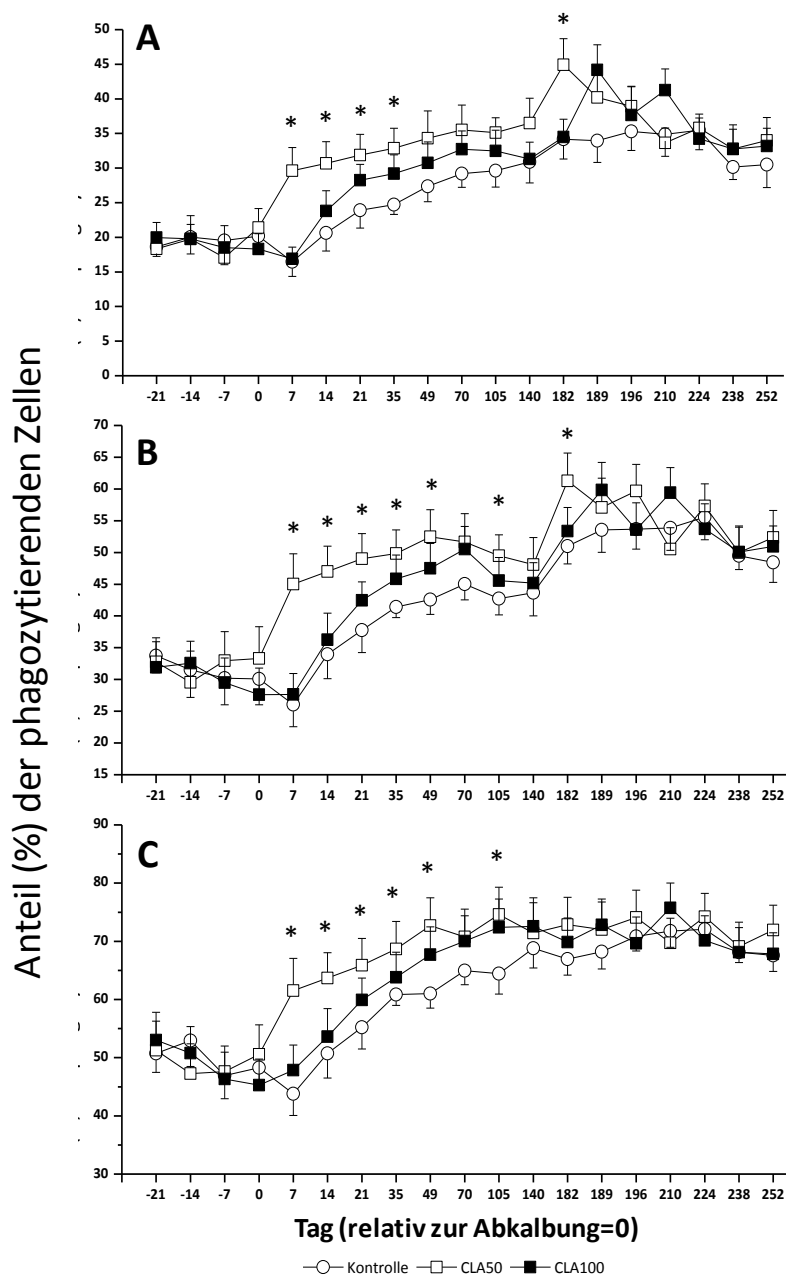 Anteil (%) der phagozytierenden Zellen
A
50
45
40
35
30
25
20
15
10
5
0
* * * * *
-21 -14 -7 0 7 14 21 35 49 70 105 140 182 189 196 210 224 238 252
B
70
65
60
55
50
45
40
35
30
25
20
15
* * * * * * *
-21 -14 -7 0 7 14 21 35 49 70 105 140 182 189 196 210 224 238 252
C
90
80
70
60
50
40
30
* * * * * *
-21 -14 -7 0 7 14 21 35 49 70 105 140 182 189 196 210 224 238 252
Tag (relativ zur Abkalbung=0)
Kontrolle CLA50 CLA100